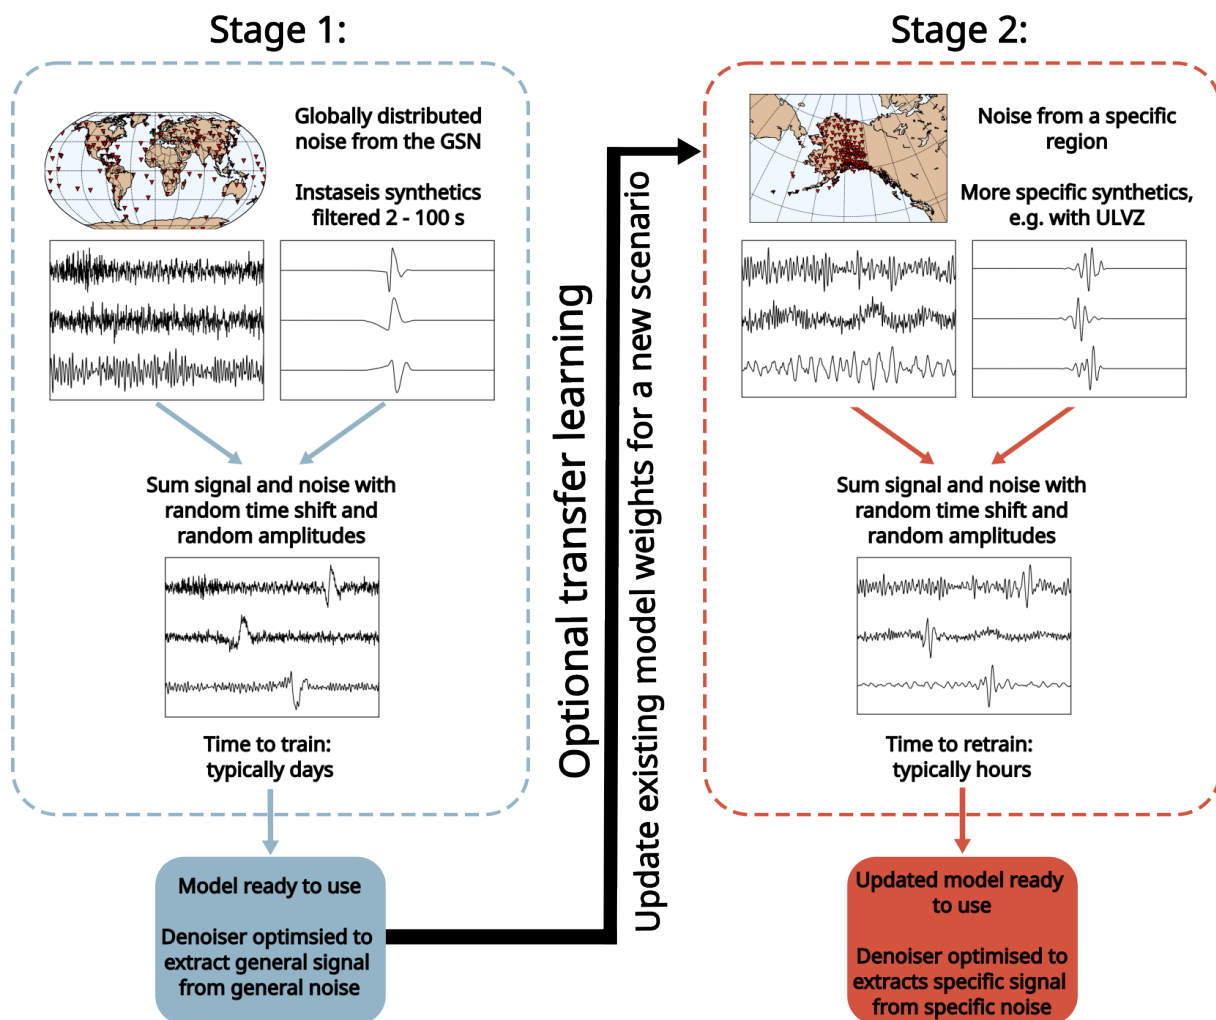 Stage 1:
Globally distributed
noise from the GSN
Instaseis synthetics
filtered 2 - 100 s
Sum signal and noise with
random time shift and
random amplitudes
Time to train:
typically days
Model ready to use
Denoiser optimsied to
extract general signal
from general noise
Optional transfer learning
Update existing model weights for a new scenario
Stage 2:
Noise from a specific
region
More specific synthetics,
e.g. with ULVZ
Sum signal and noise with
random time shift and
random amplitudes
Time to retrain:
typically hours
Updated model ready
to use
Denoiser optimised to
extracts specific signal
from specific noise